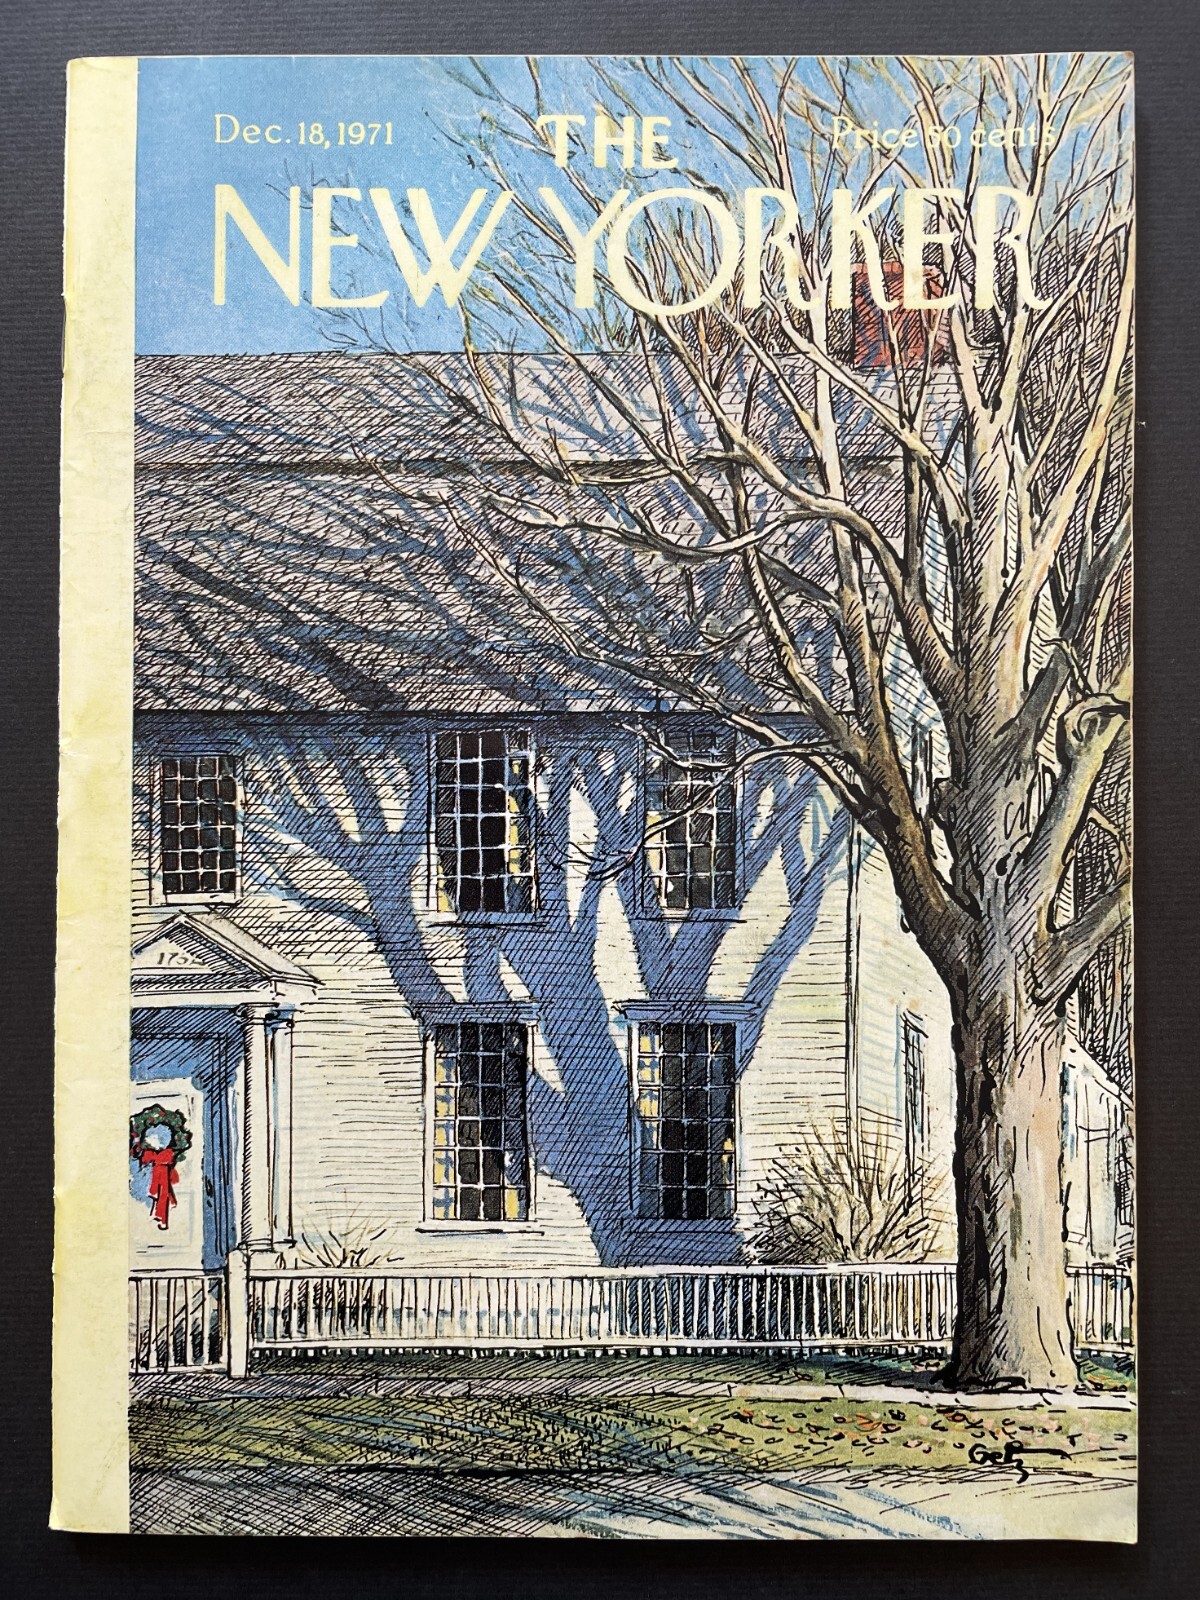 Dec. 18, 1971
THE
Price 50 cents
NEW YORKER
Getz